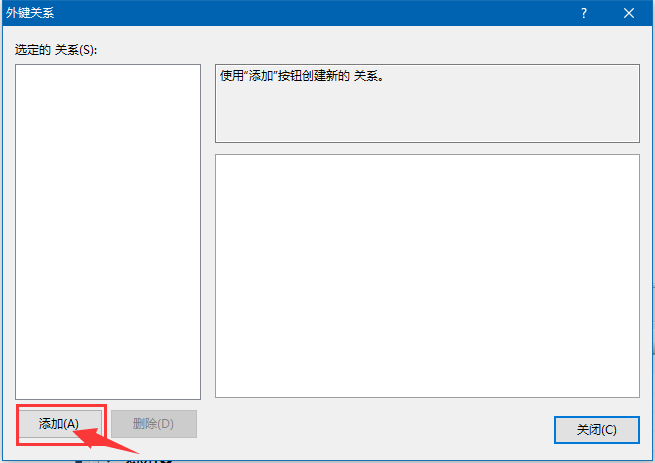 外键关系
?
选定的 关系(S):
使用"添加"按钮创建新的 关系。
添加(A)
删除(D)
关闭(C)